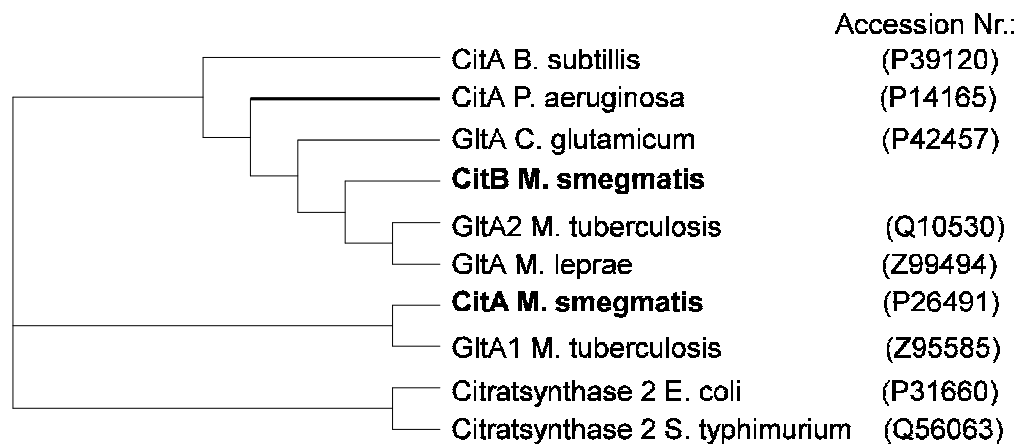 Accession Nr.:
CitA B. subtillis (P39120)
CitA P. aeruginosa (P14165)
GltA C. glutamicum (P42457)
CitB M. smegmatis
GltA2 M. tuberculosis (Q10530)
GltA M. leprae (Z99494)
CitA M. smegmatis (P26491)
GltA1 M. tuberculosis (Z95585)
Citratsynthase 2 E. coli (P31660)
Citratsynthase 2 S. typhimurium (Q56063)